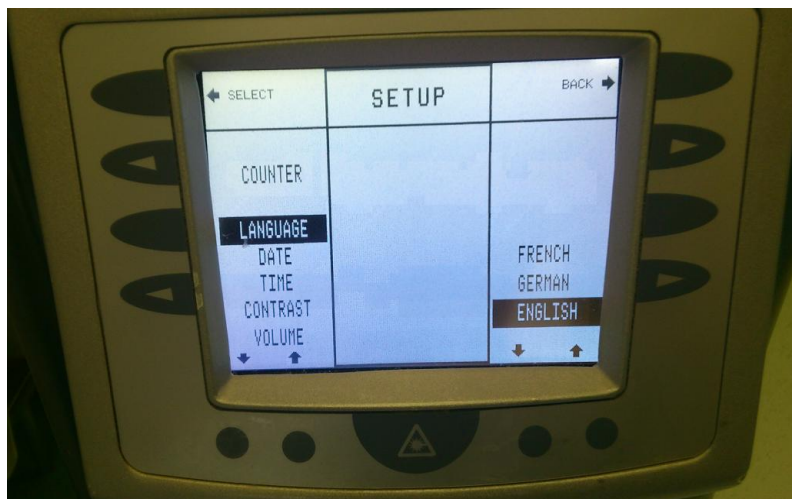 SELECT
SETUP
BACK
COUNTER
LANGUAGE
DATE
TIME
CONTRAST
VOLUME
FRENCH
GERMAN
ENGLISH